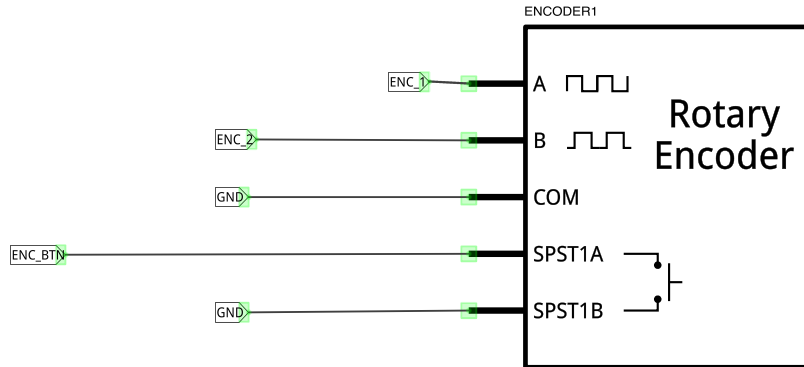 ENCODER1
ENC_1
A
Rotary
Encoder
ENC_2
B
GND
COM
ENC_BTN
SPST1A
GND
SPST1B